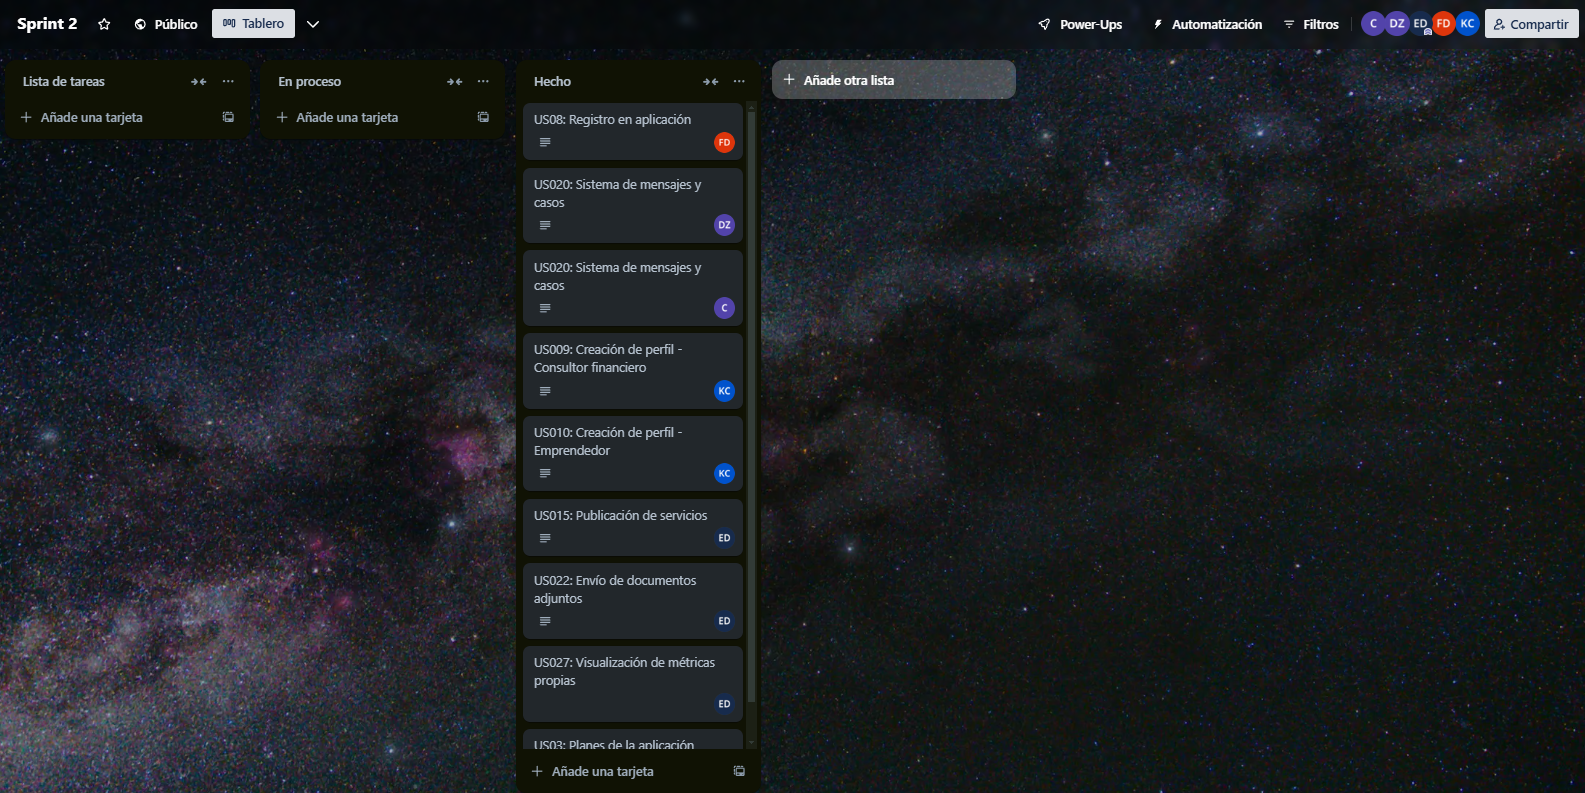 Sprint 2
Público
Tablero
Power-Ups
Automatización
Filtros
C
DZ
ED
FD
KC
Compartir
Lista de tareas
Añade una tarjeta
En proceso
Añade una tarjeta
Hecho
US08: Registro en aplicación
FD
US020: Sistema de mensajes y
casos
DZ
US020: Sistema de mensajes y
casos
C
US009: Creación de perfil -
Consultor financiero
KC
US010: Creación de perfil -
Emprendedor
KC
US015: Publicación de servicios
ED
US022: Envío de documentos
adjuntos
ED
US027: Visualización de métricas
propias
ED
US03: Planes de la aplicación
Añade una tarjeta
Añade otra lista